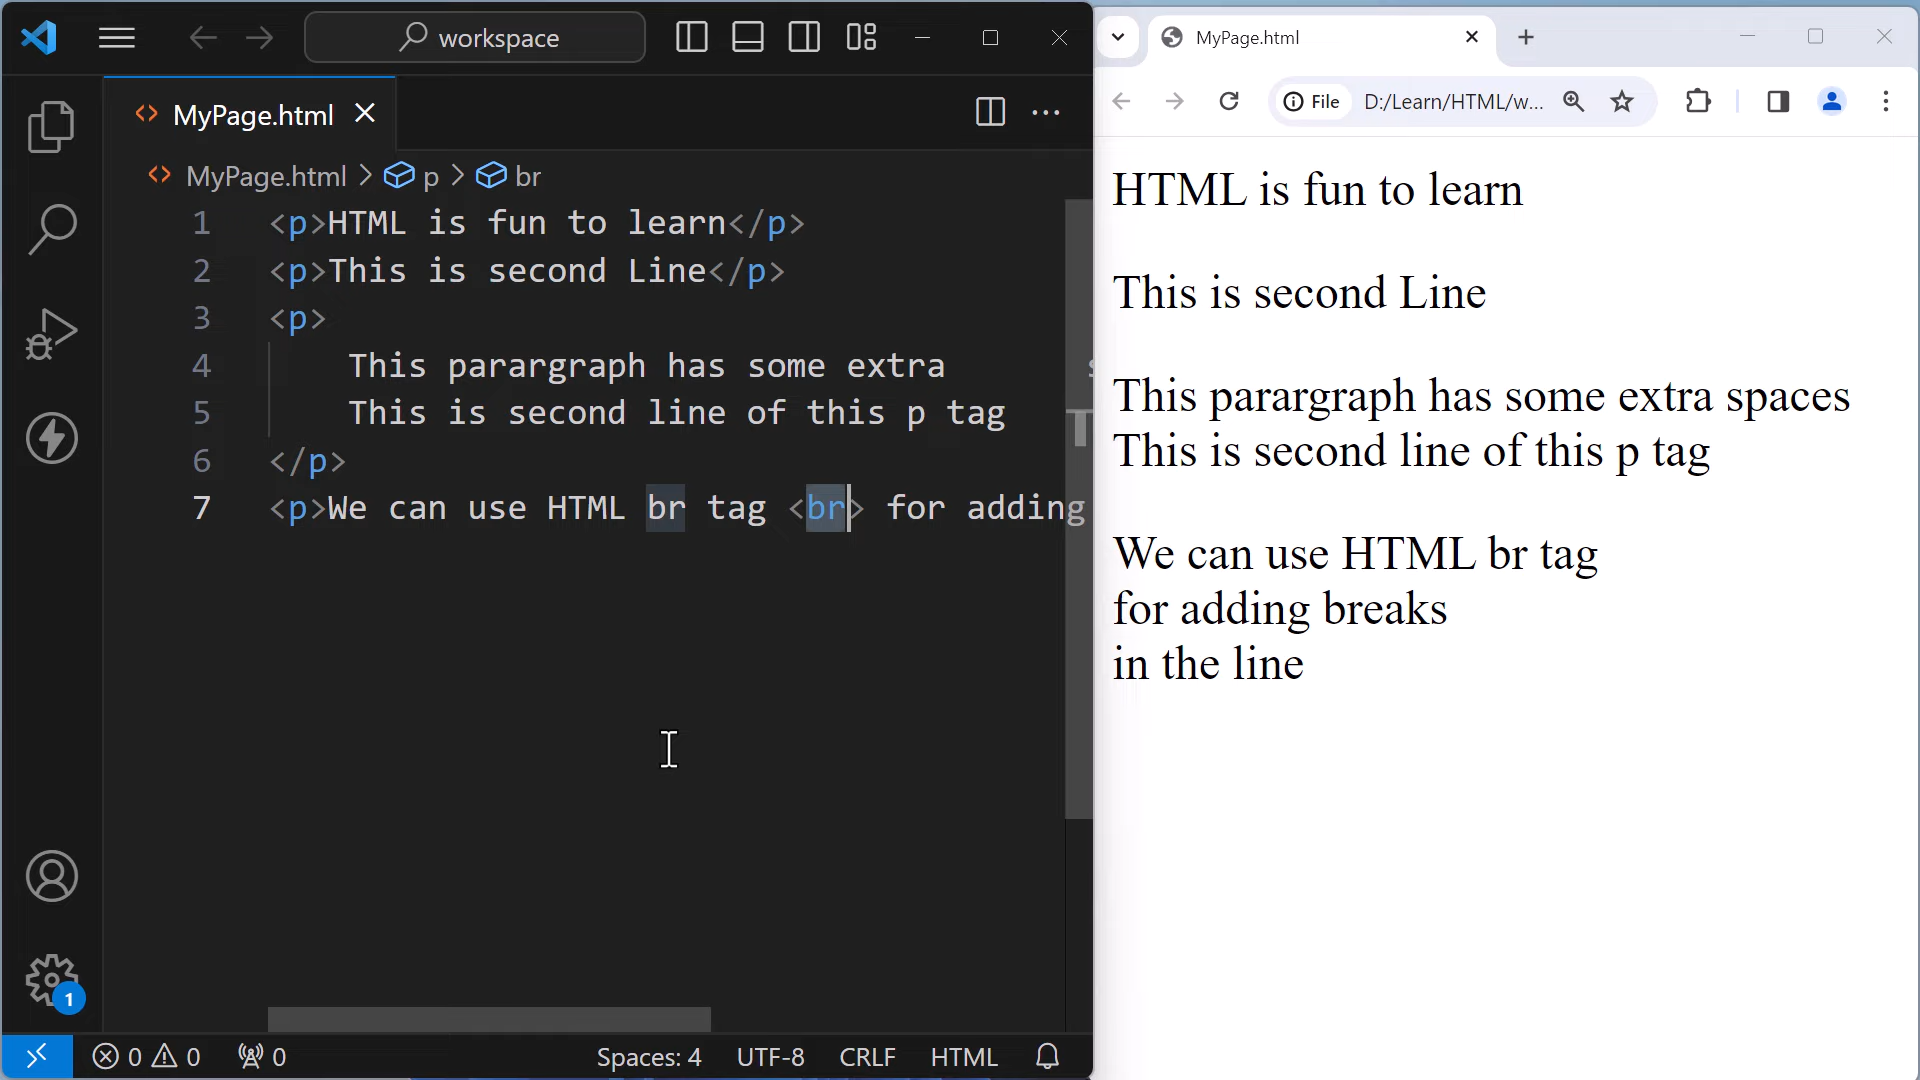 workspace
MyPage.html
MyPage.html > p > br
1 <p>HTML is fun to learn</p>
2 <p>This is second Line</p>
3 <p>
4 This parargraph has some extra
5 This is second line of this p tag
6 </p>
7 <p>We can use HTML br tag <br> for adding
1
0 0 0 Spaces: 4 UTF-8 CRLF HTML
MyPage.html
File D:/Learn/HTML/w...
HTML is fun to learn
This is second Line
This parargraph has some extra spaces
This is second line of this p tag
We can use HTML br tag
for adding breaks
in the line